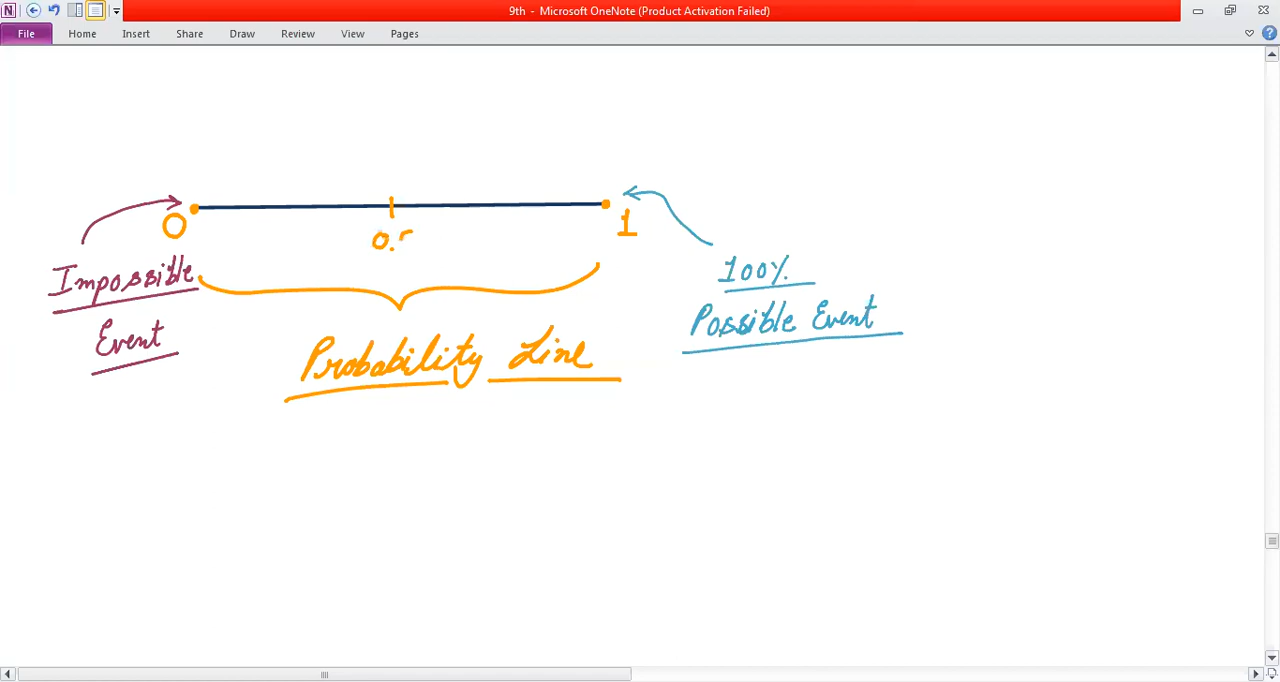 9th - Microsoft OneNote (Product Activation Failed)
File Home Insert Share Draw Review View Pages
0 0. 1
Impossible
Event
100%
Possible Event
Probability Line